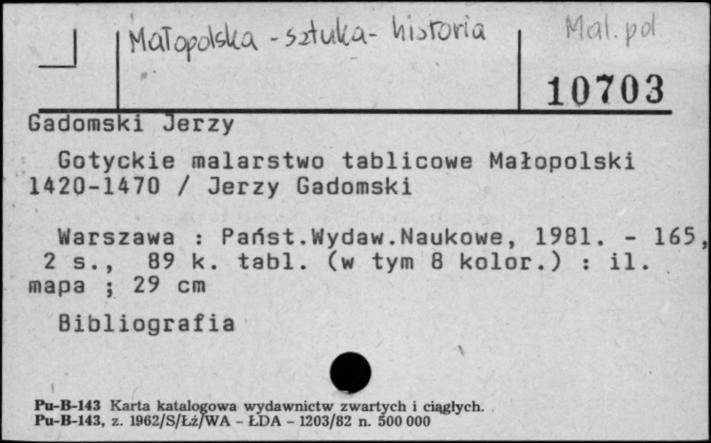 Małopolska - sztuka - historia
Mal. pol
10703
Gadomski Jerzy
Gotyckie malarstwo tablicowe Małopolski
1420-1470 / Jerzy Gadomski
Warszawa : Państ.Wydaw.Naukowe, 1981. - 165,
2 s., 89 k. tabl. (w tym 8 kolor.) : il.
mapa ; 29 cm
Bibliografia
Pu-B-143 Karta katalogowa wydawnictw zwartych i ciągłych.
Pu-B-143, z. 1962/S/Łź/WA - ŁDA - 1203/82 n. 500 000